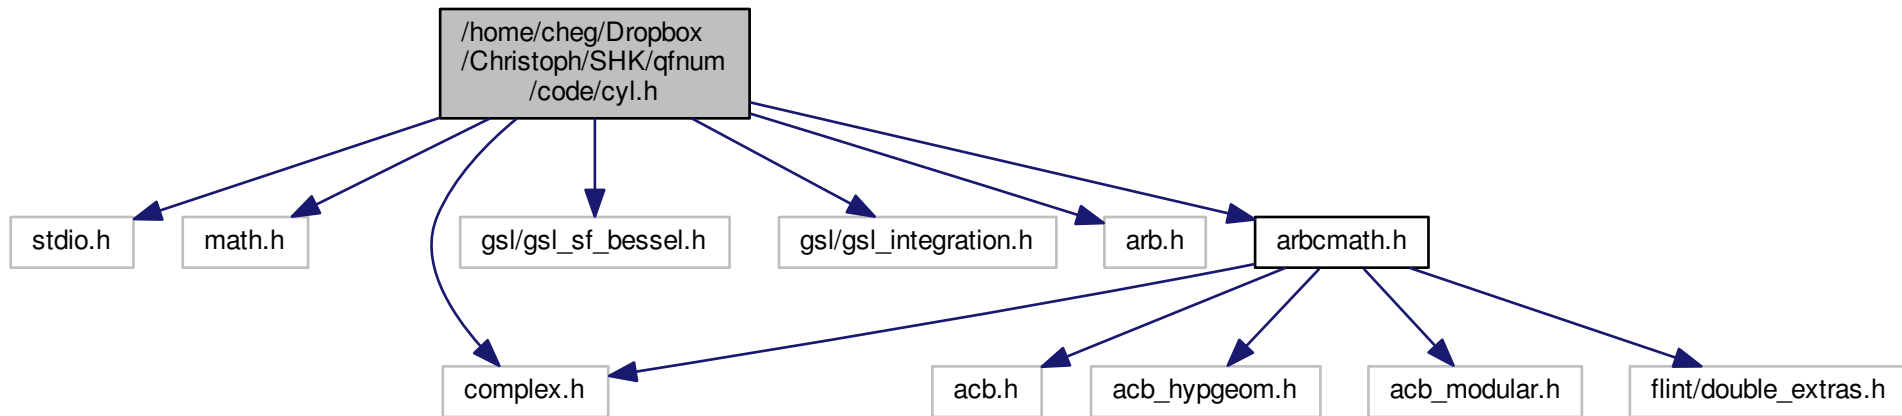 /home/cheg/Dropbox
/Christoph/SHK/qfnum
/code/cyl.h
stdio.h
math.h
gsl/gsl_sf_bessel.h
gsl/gsl_integration.h
arb.h
arbcmath.h
complex.h
acb.h
acb_hypgeom.h
acb_modular.h
flint/double_extras.h